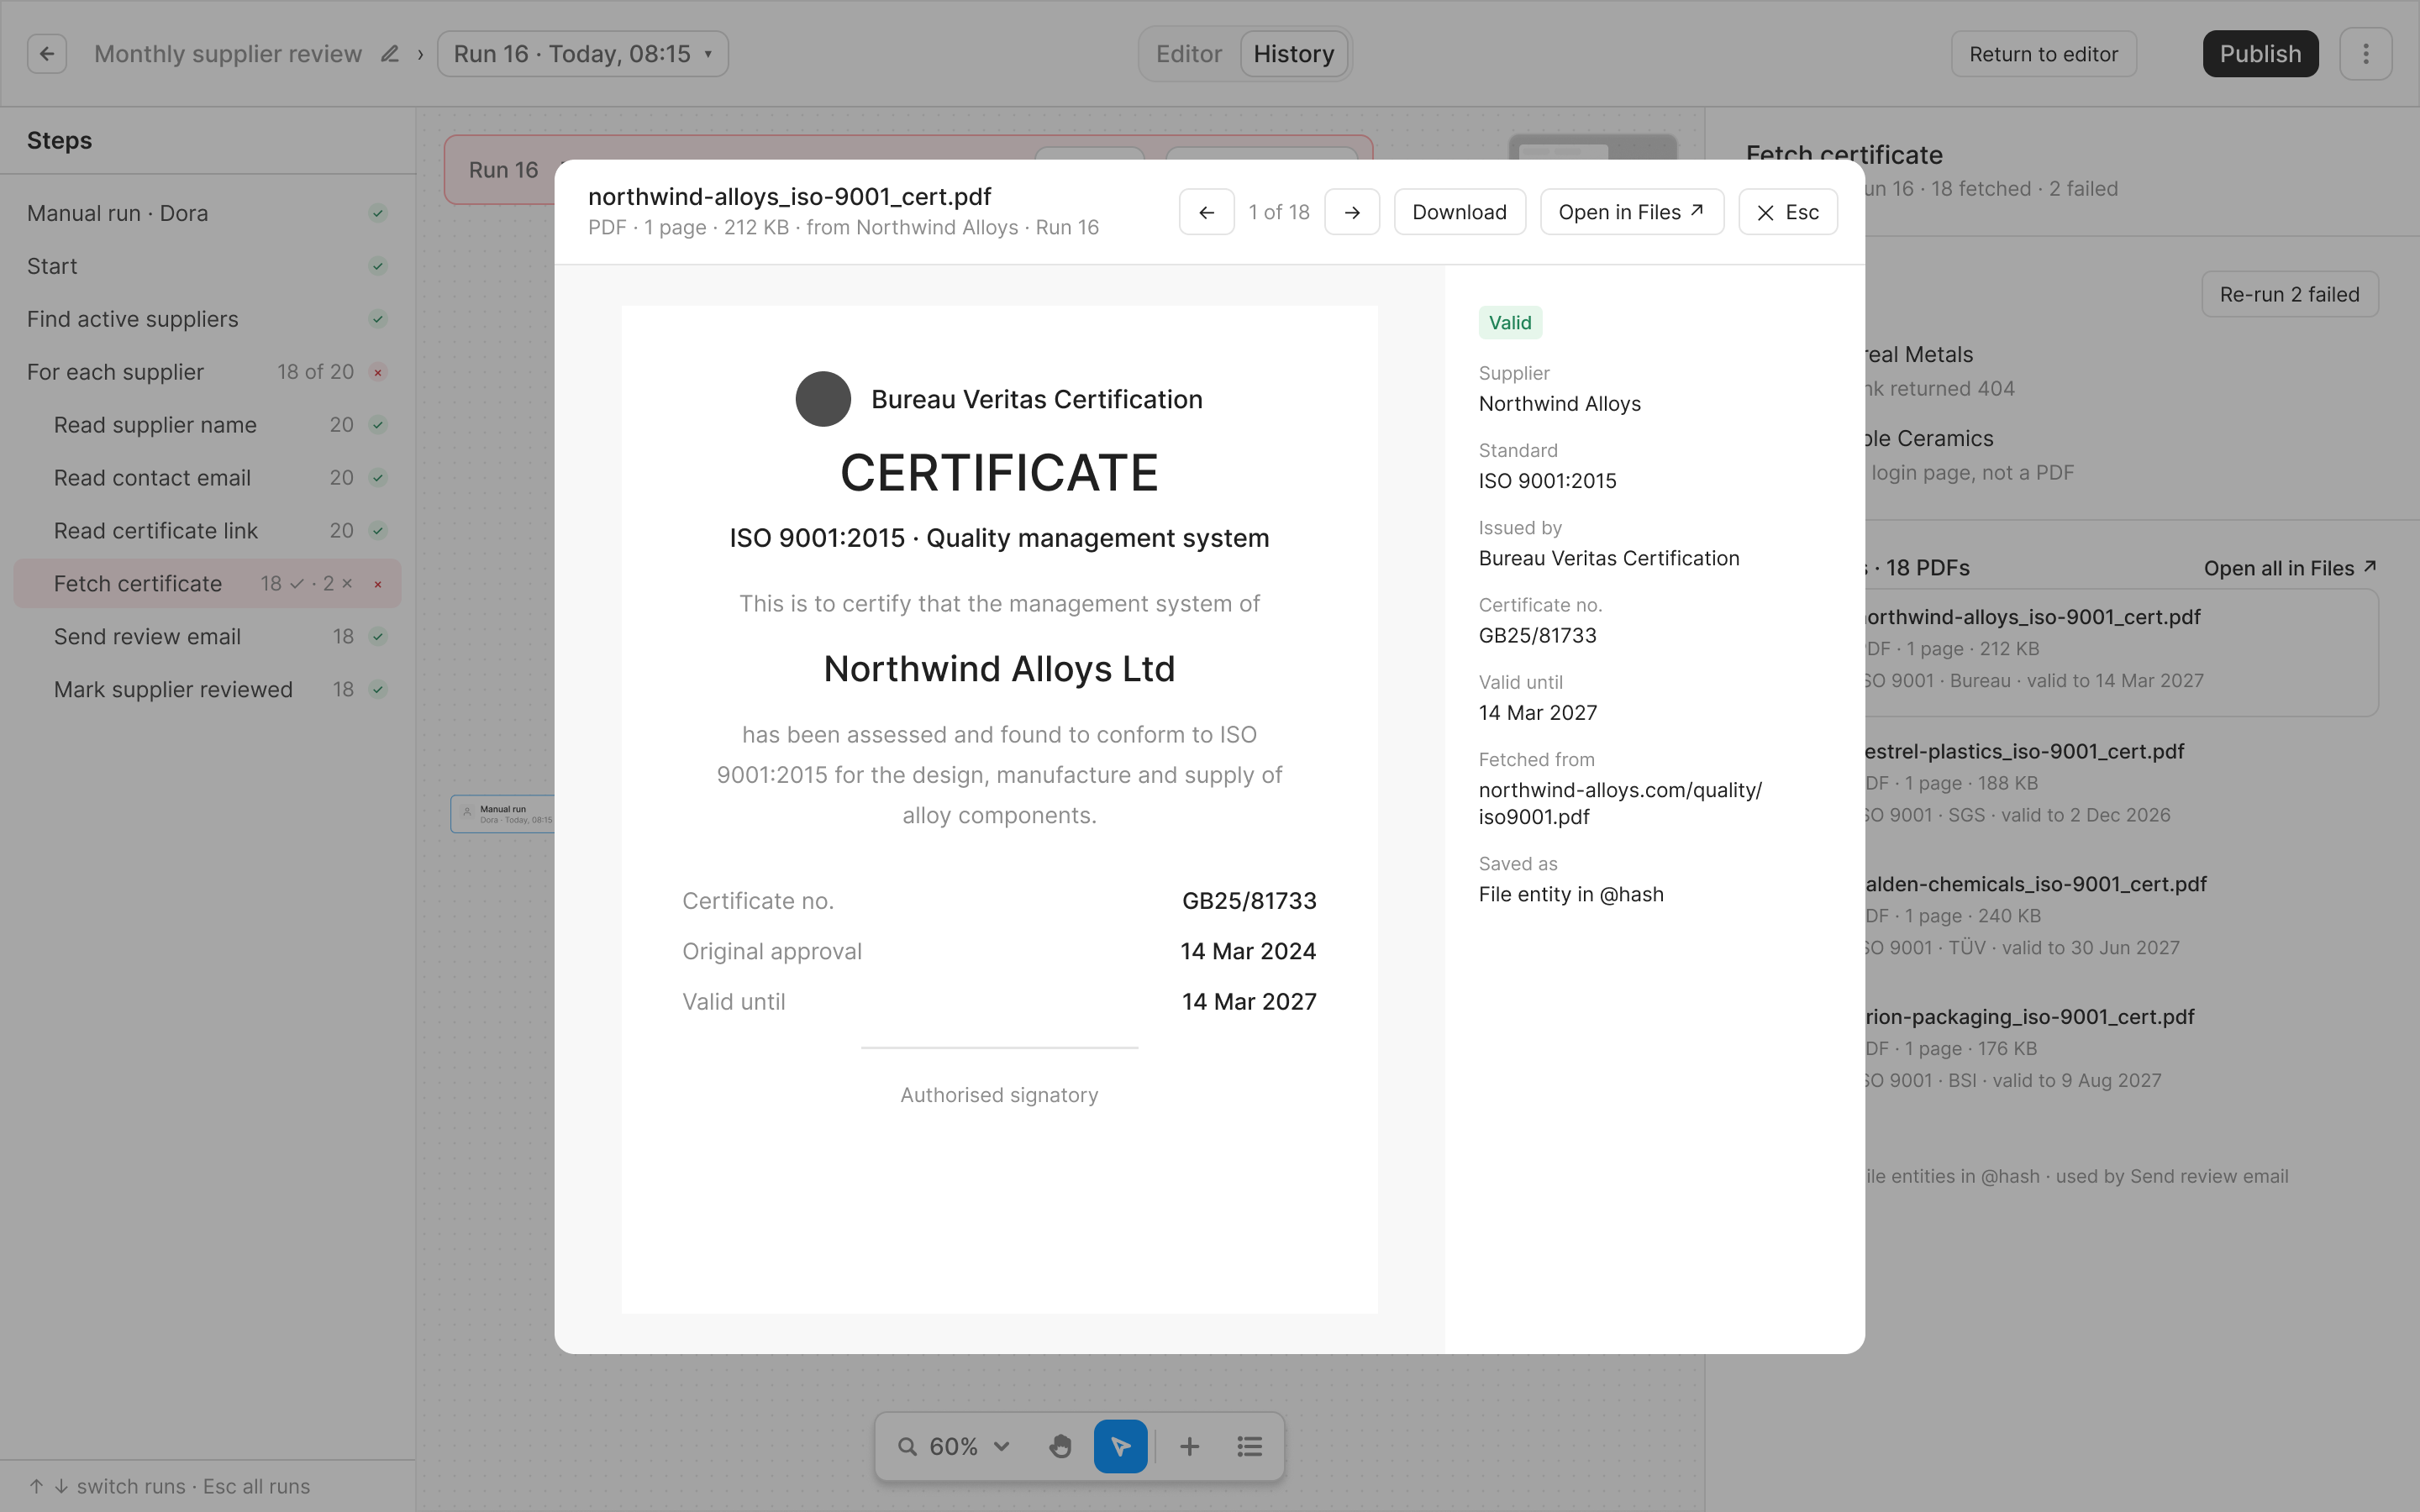 Monthly supplier review
›
Run 16 · Today, 08:15 ▾
Editor
History
Return to editor
Publish
Steps
Manual run · Dora
Start
Find active suppliers
For each supplier 18 of 20 ×
Read supplier name 20
Read contact email 20
Read certificate link 20
Fetch certificate 18 ✓ · 2 × ×
Send review email 18
Mark supplier reviewed 18
↑ ↓ switch runs · Esc all runs
Run 16
Manual run
Dora · Today, 08:15
northwind-alloys_iso-9001_cert.pdf
PDF · 1 page · 212 KB · from Northwind Alloys · Run 16
← 1 of 18 →
Download
Open in Files ↗
Esc
Bureau Veritas Certification
CERTIFICATE
ISO 9001:2015 · Quality management system
This is to certify that the management system of
Northwind Alloys Ltd
has been assessed and found to conform to ISO
9001:2015 for the design, manufacture and supply of
alloy components.
Certificate no. GB25/81733
Original approval 14 Mar 2024
Valid until 14 Mar 2027
Authorised signatory
Valid
Supplier
Northwind Alloys
Standard
ISO 9001:2015
Issued by
Bureau Veritas Certification
Certificate no.
GB25/81733
Valid until
14 Mar 2027
Fetched from
northwind-alloys.com/quality/
iso9001.pdf
Saved as
File entity in @hash
60%
Fetch certificate
16 · 18 fetched · 2 failed
Re-run 2 failed
Metals
returned 404
Ceramics
login page, not a PDF
· 18 PDFs
Open all in Files ↗
northwind-alloys_iso-9001_cert.pdf
PDF · 1 page · 212 KB
ISO 9001 · Bureau · valid to 14 Mar 2027
estrel-plastics_iso-9001_cert.pdf
PDF · 1 page · 188 KB
ISO 9001 · SGS · valid to 2 Dec 2026
alden-chemicals_iso-9001_cert.pdf
PDF · 1 page · 240 KB
ISO 9001 · TÜV · valid to 30 Jun 2027
rion-packaging_iso-9001_cert.pdf
PDF · 1 page · 176 KB
ISO 9001 · BSI · valid to 9 Aug 2027
entities in @hash · used by Send review email